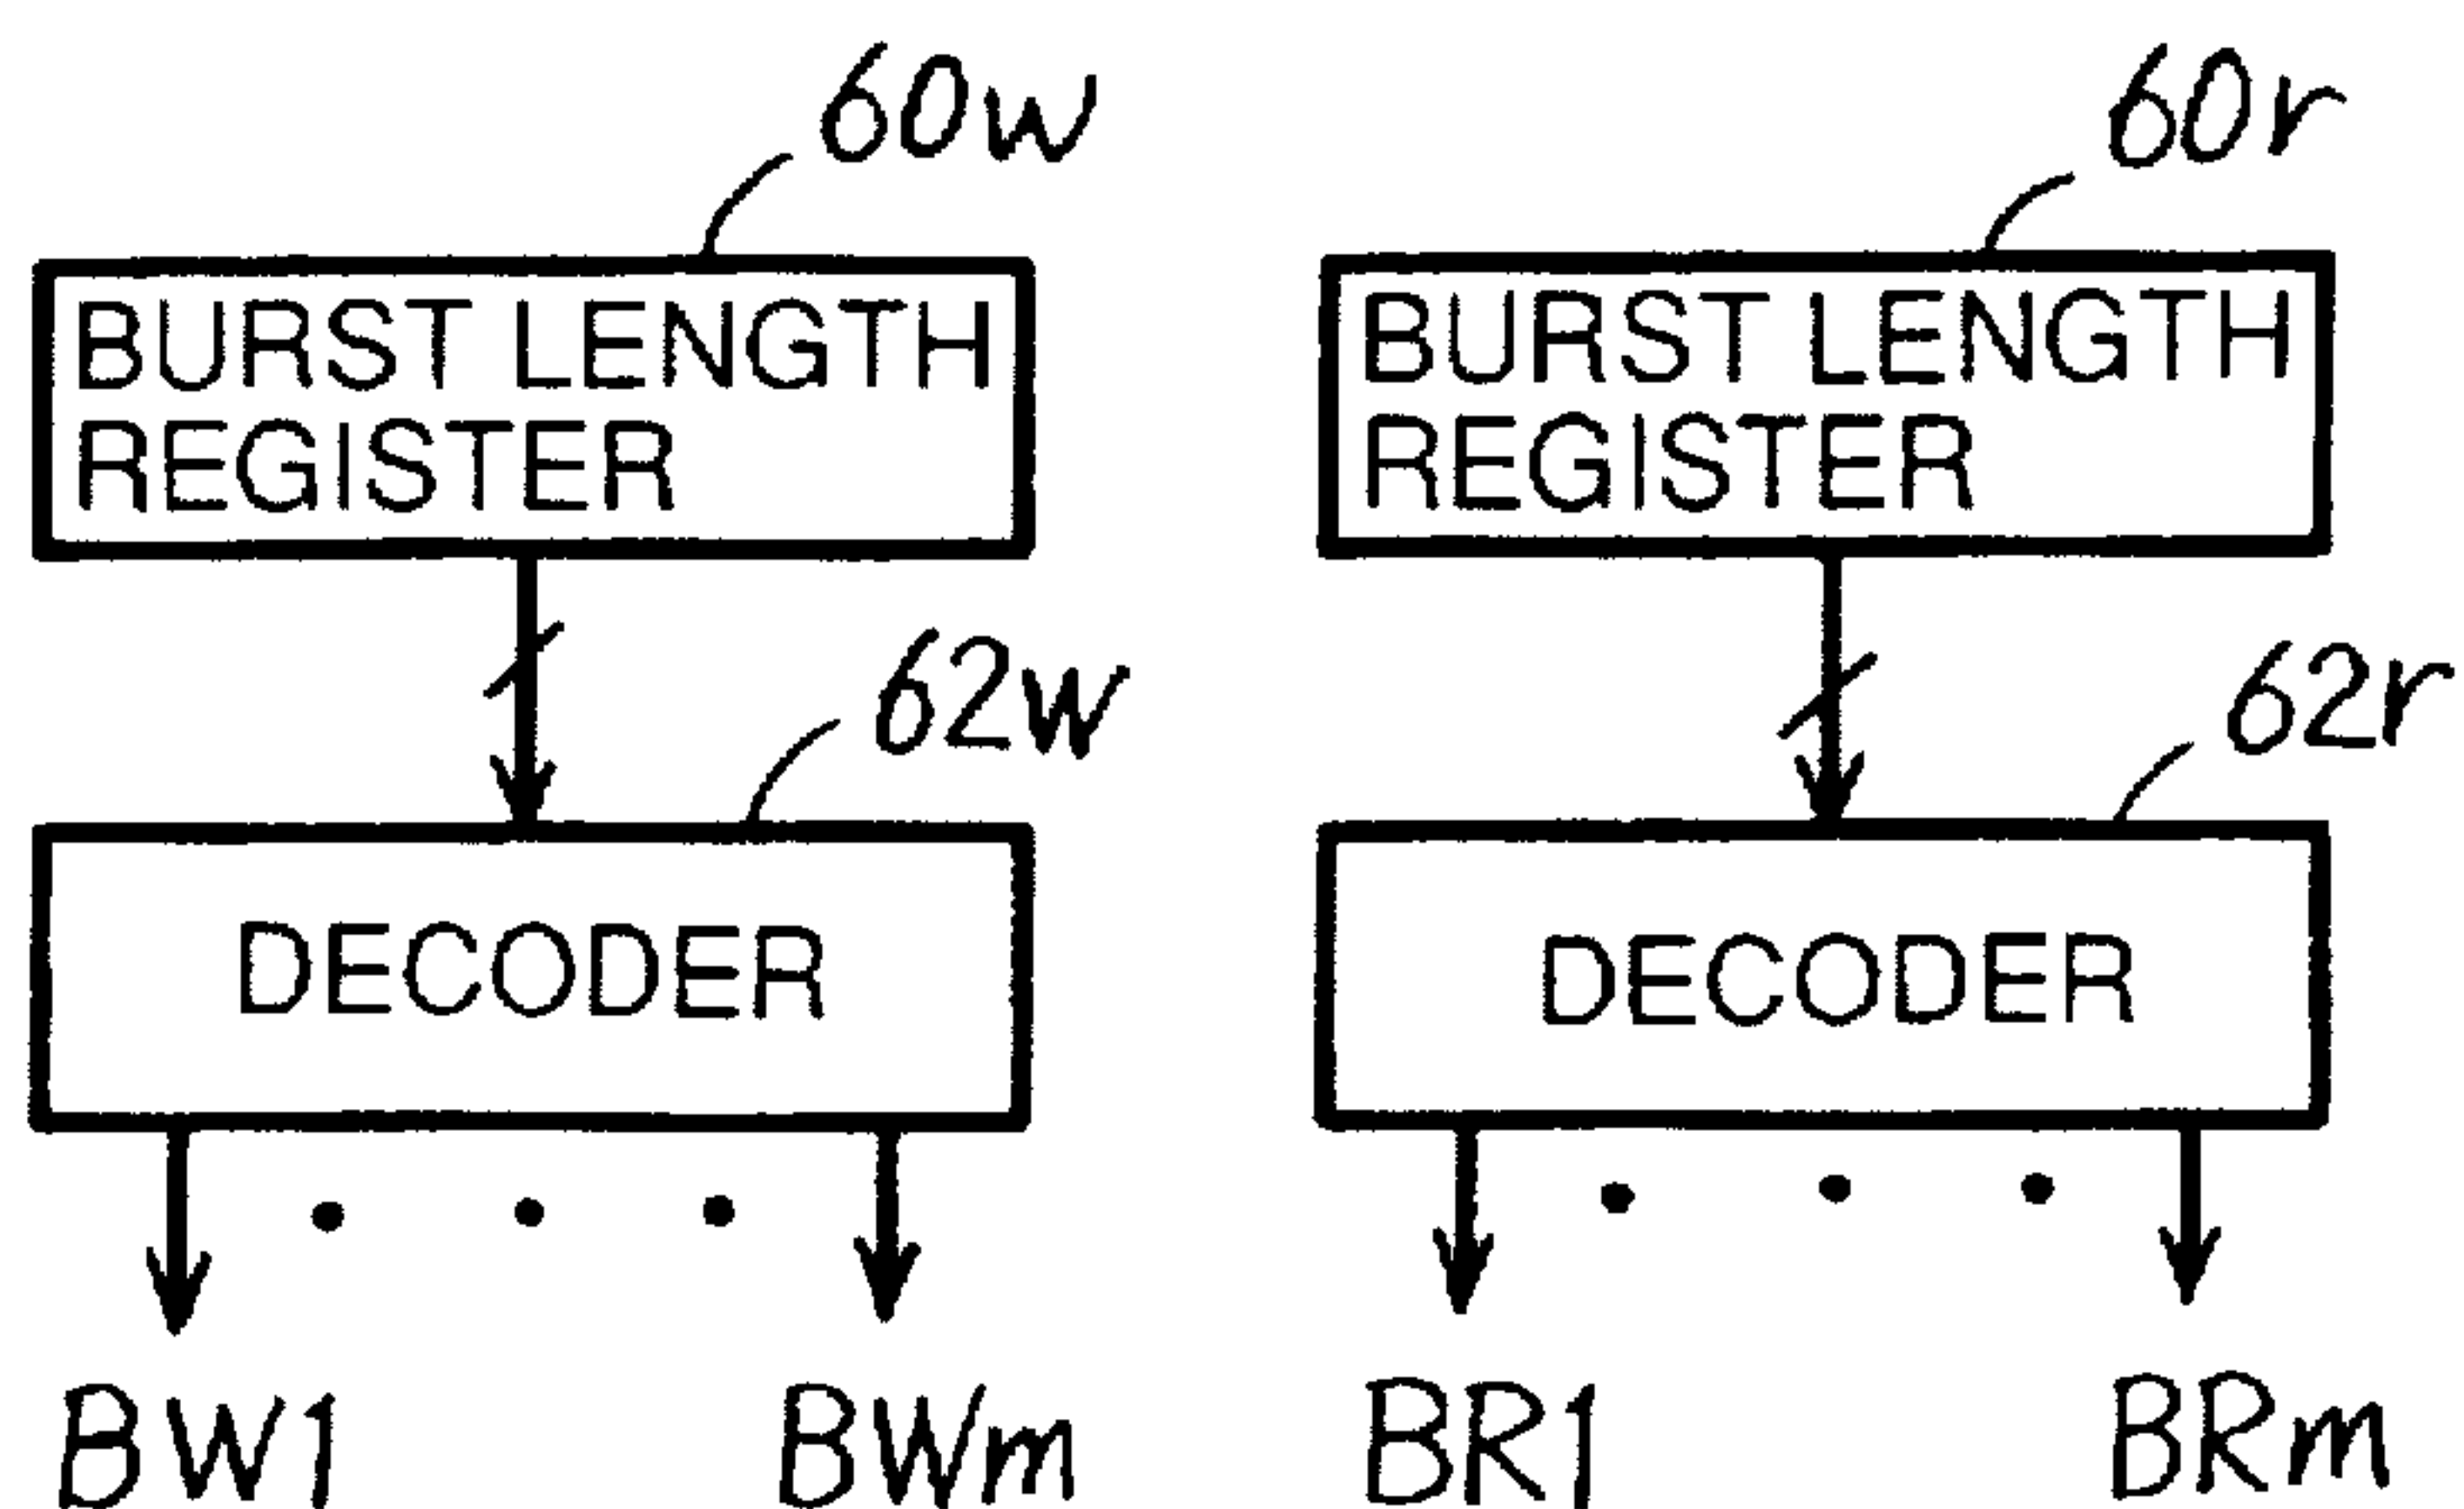 60w
60r
BURST LENGTH
REGISTER
BURST LENGTH
REGISTER
62w
62r
DECODER
DECODER
BW1
BWm
BR1
BRm